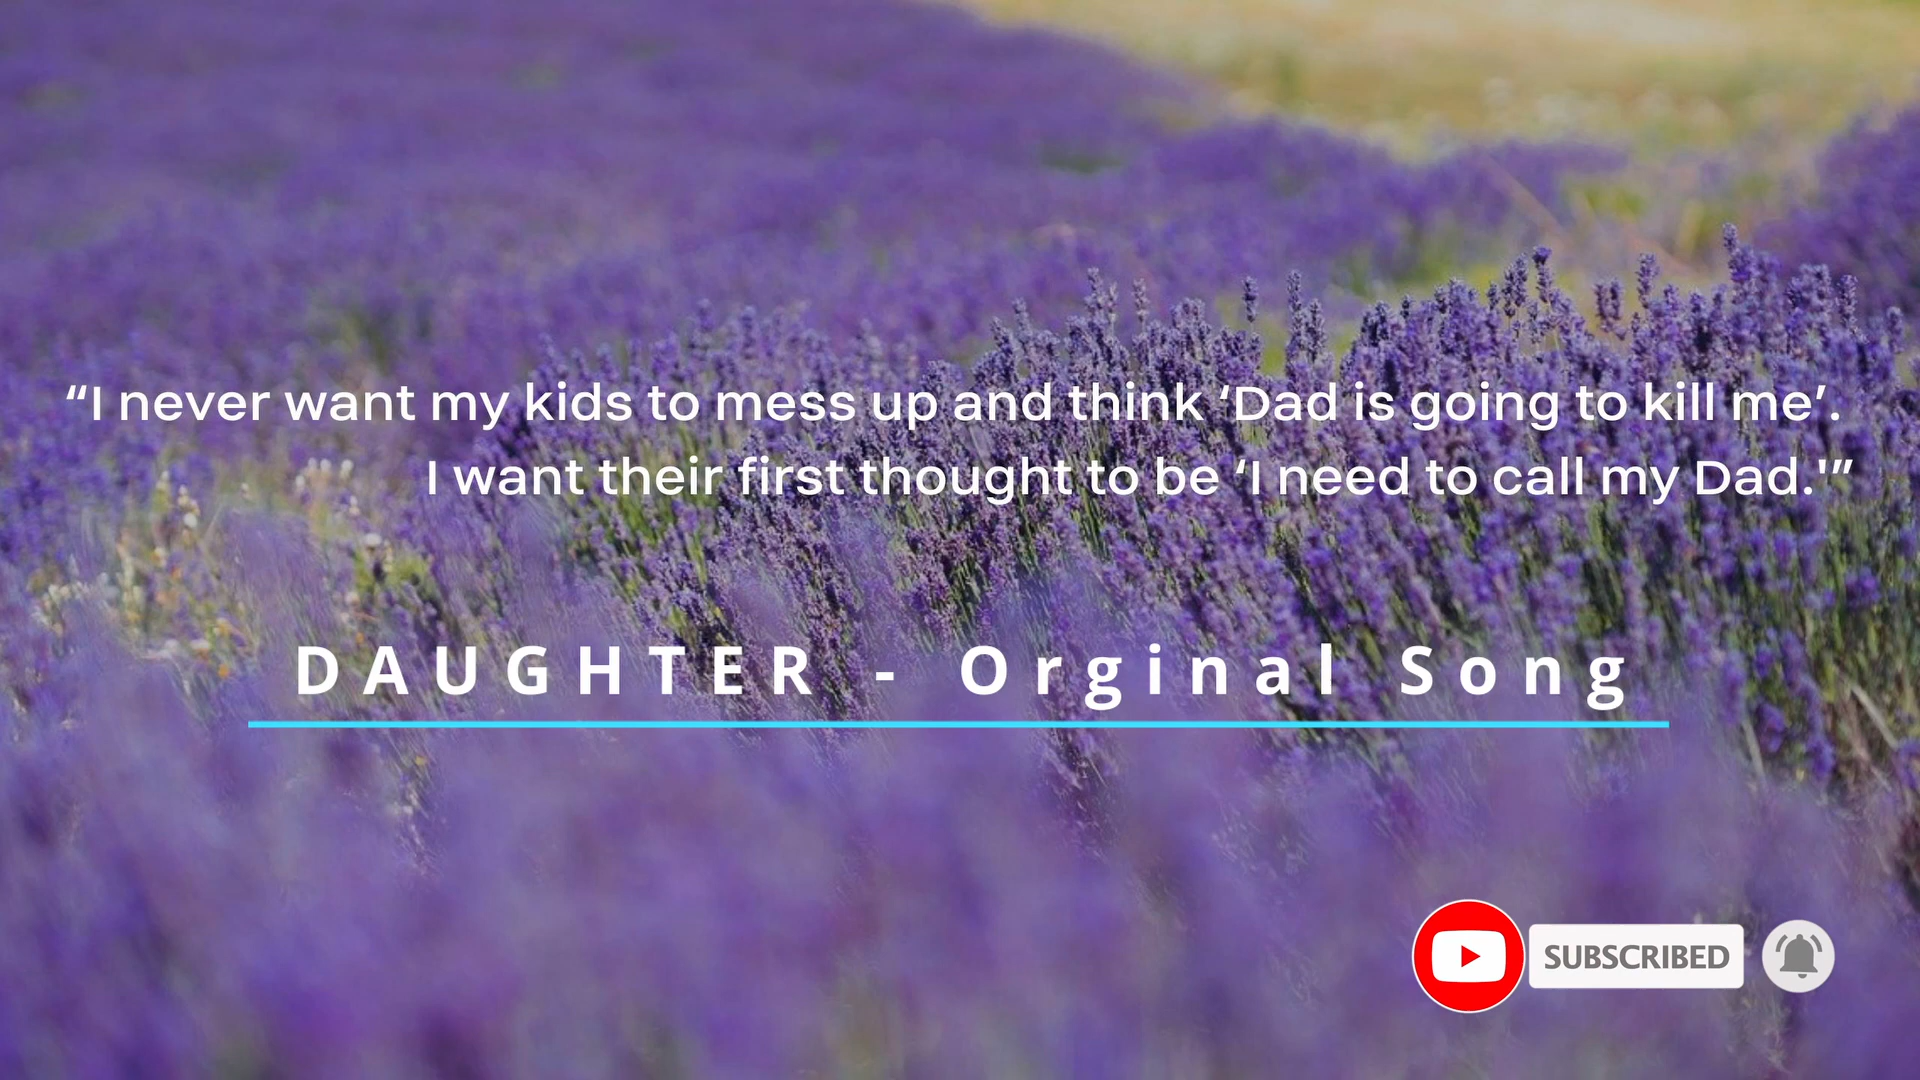 “I never want my kids to mess up and think ‘Dad is going to kill me’.
I want their first thought to be ‘I need to call my Dad.'”
DAUGHTER - Orginal Song
SUBSCRIBED